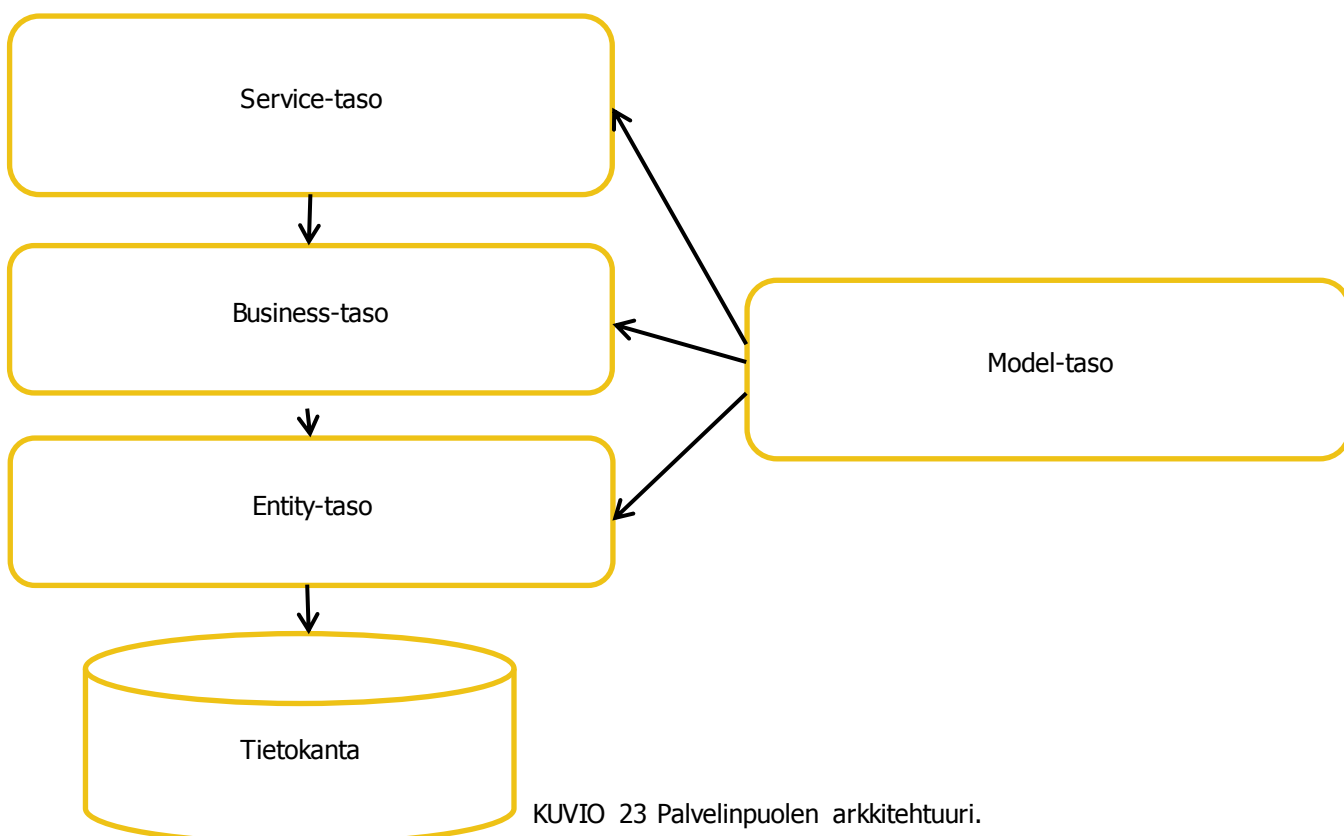 Service-taso
Business-taso
Model-taso
Entity-taso
Tietokanta
KUVIO 23 Palvelinpuolen arkkitehtuuri.